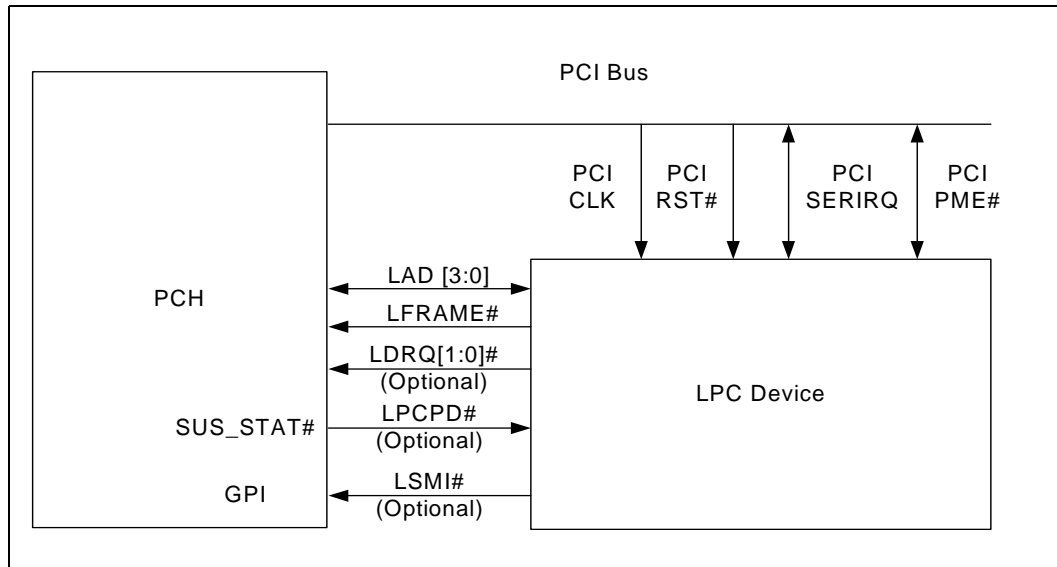 PCI Bus
PCI
CLK
PCI
RST#
PCI
SERIRQ
PCI
PME#
LAD [3:0]
PCH
LFRAME#
LDRQ[1:0]#
(Optional)
LPC Device
SUS_STAT#
LPCPD#
(Optional)
GPI
LSMI#
(Optional)